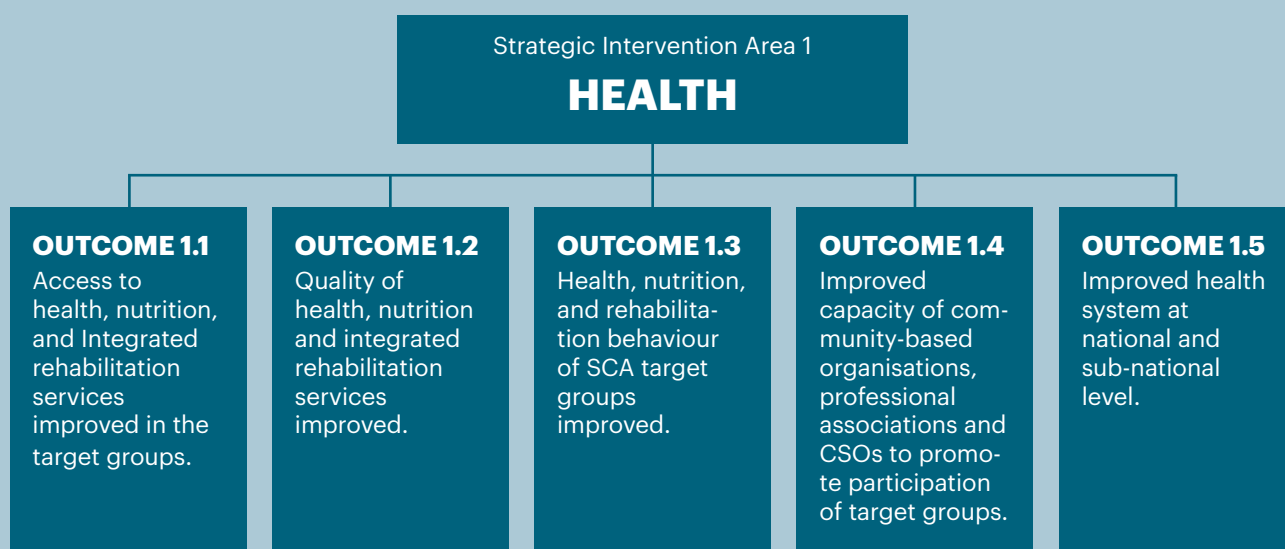 Strategic Intervention Area 1
HEALTH
OUTCOME 1.1
Access to
health, nutrition,
and Integrated
rehabilitation
services
improved in the
target groups.
OUTCOME 1.2
Quality of
health, nutrition
and integrated
rehabilitation
services
improved.
OUTCOME 1.3
Health, nutrition,
and rehabilita-
tion behaviour
of SCA target
groups
improved.
OUTCOME 1.4
Improved
capacity of com-
munity-based
organisations,
professional
associations and
CSOs to promo-
te participation
of target groups.
OUTCOME 1.5
Improved health
system at
national and
sub-national
level.